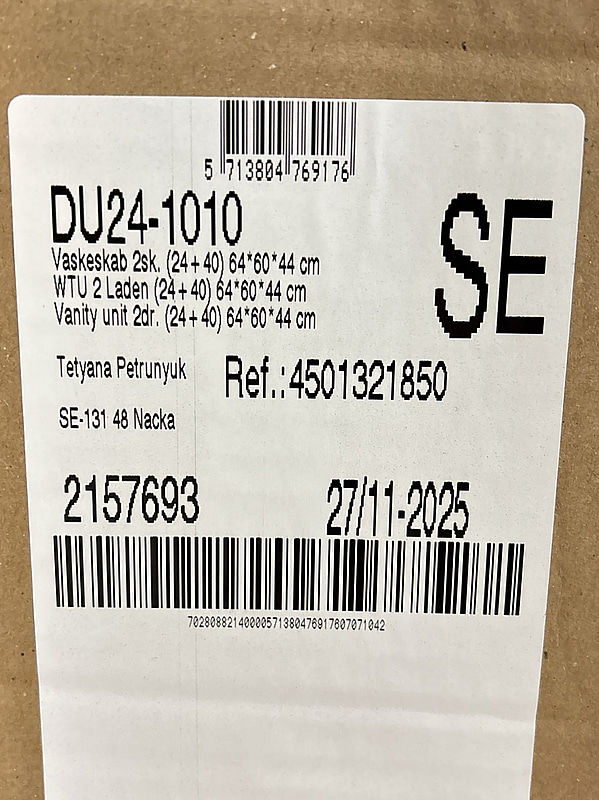 5 713804 769176
DU24-1010
SE
Vaskeskab 2sk. (24+40) 64*60*44 cm
WTU 2 Laden (24+40) 64*60*44 cm
Vanity unit 2dr. (24+40) 64*60*44 cm
Tetyana Petrunyuk
Ref.:4501321850
SE-131 48 Nacka
2157693
27/11-2025
70280882140000571380476917607071042